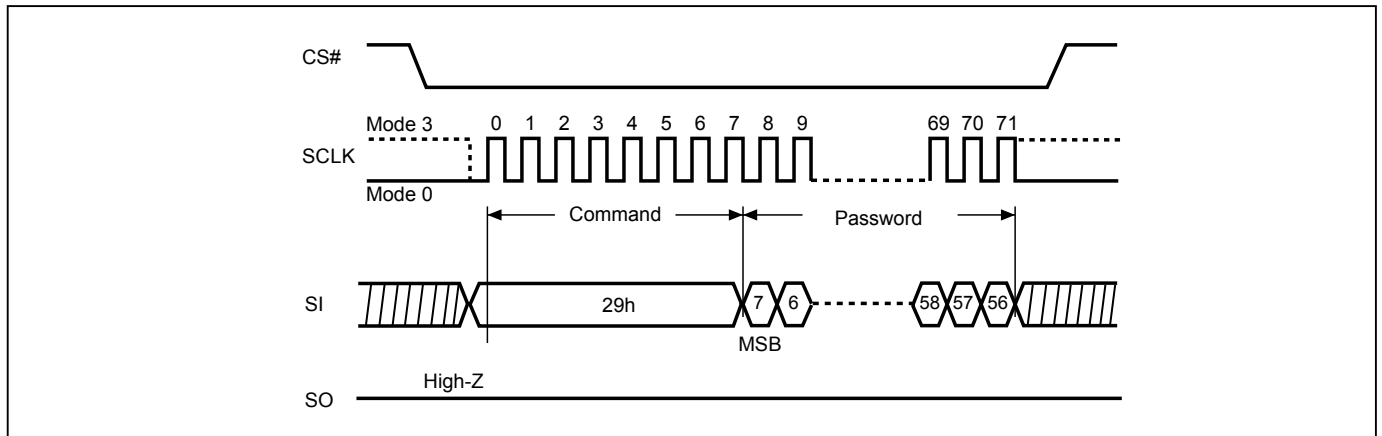 CS#
Mode 3 0 1 2 3 4 5 6 7 8 9 69 70 71
SCLK
Mode 0
Command Password
SI 29h 7 6 58 57 56
MSB
High-Z
SO